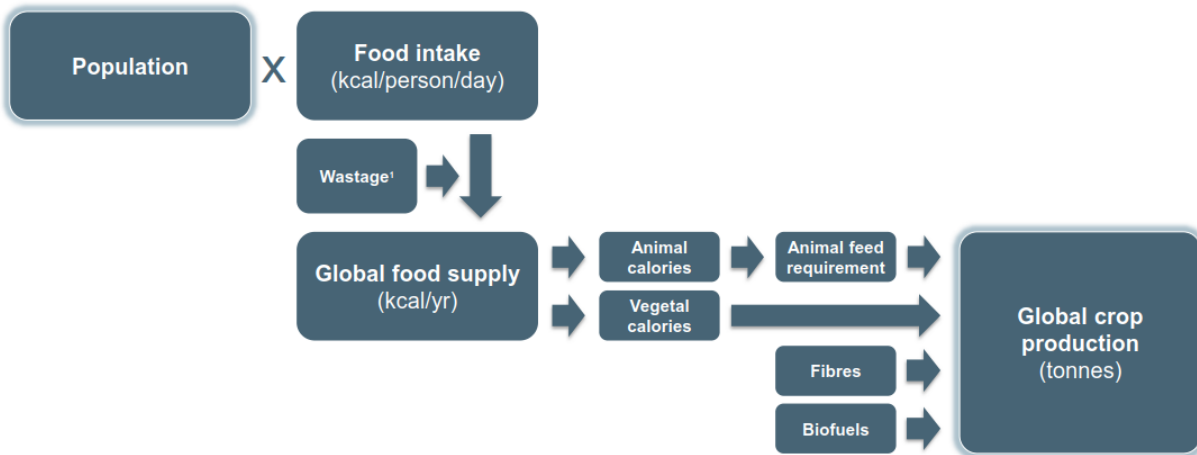 Population
X
Food intake
(kcal/person/day)
Wastage¹
Global food supply
(kcal/yr)
Animal
calories
Animal feed
requirement
Vegetal
calories
Fibres
Biofuels
Global crop
production
(tonnes)